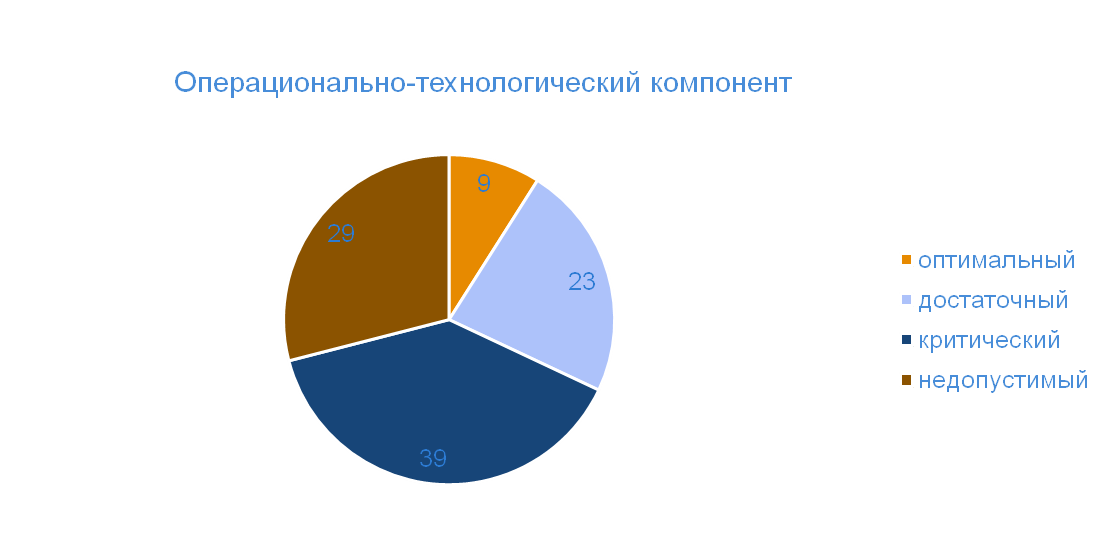 Операционально-технологический компонент
9
29
23
39
оптимальный
достаточный
критический
недопустимый